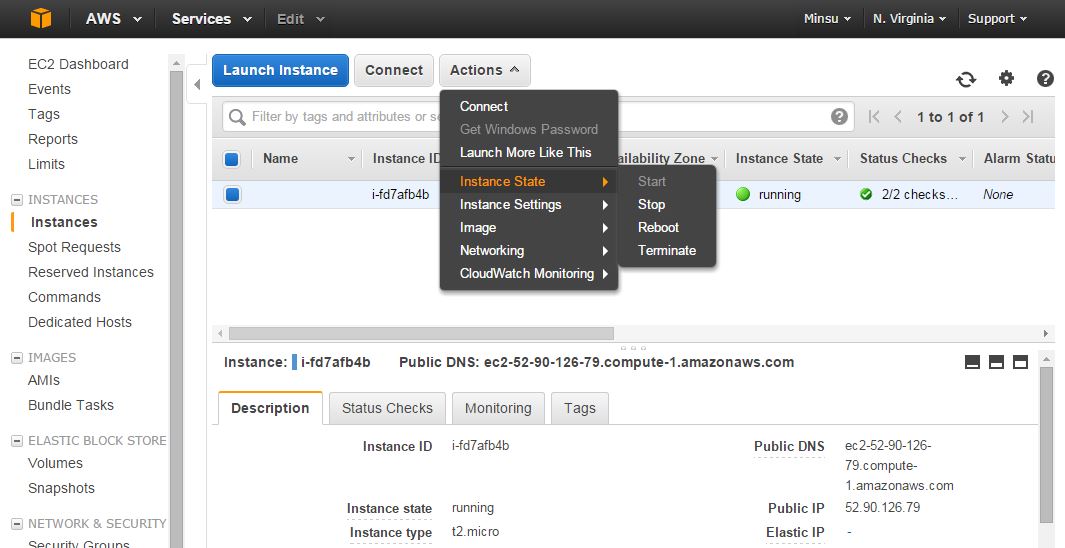 AWS Services Edit Minsu N. Virginia Support
EC2 Dashboard
Events
Tags
Reports
Limits
INSTANCES
Instances
Spot Requests
Reserved Instances
Commands
Dedicated Hosts
IMAGES
AMIs
Bundle Tasks
ELASTIC BLOCK STORE
Volumes
Snapshots
NETWORK & SECURITY
Security Groups
Launch Instance Connect Actions
Filter by tags and attributes or se
1 to 1 of 1
Name Instance ID ailability Zone Instance State Status Checks Alarm Statu
i-fd7afb4b running 2/2 checks... None
Connect
Get Windows Password
Launch More Like This
Instance State
Instance Settings
Image
Networking
CloudWatch Monitoring
Start
Stop
Reboot
Terminate
Instance: i-fd7afb4b Public DNS: ec2-52-90-126-79.compute-1.amazonaws.com
Description Status Checks Monitoring Tags
Instance ID i-fd7afb4b
Instance state running
Instance type t2.micro
Public DNS ec2-52-90-126-
79.compute-
1.amazonaws.com
Public IP 52.90.126.79
Elastic IP -